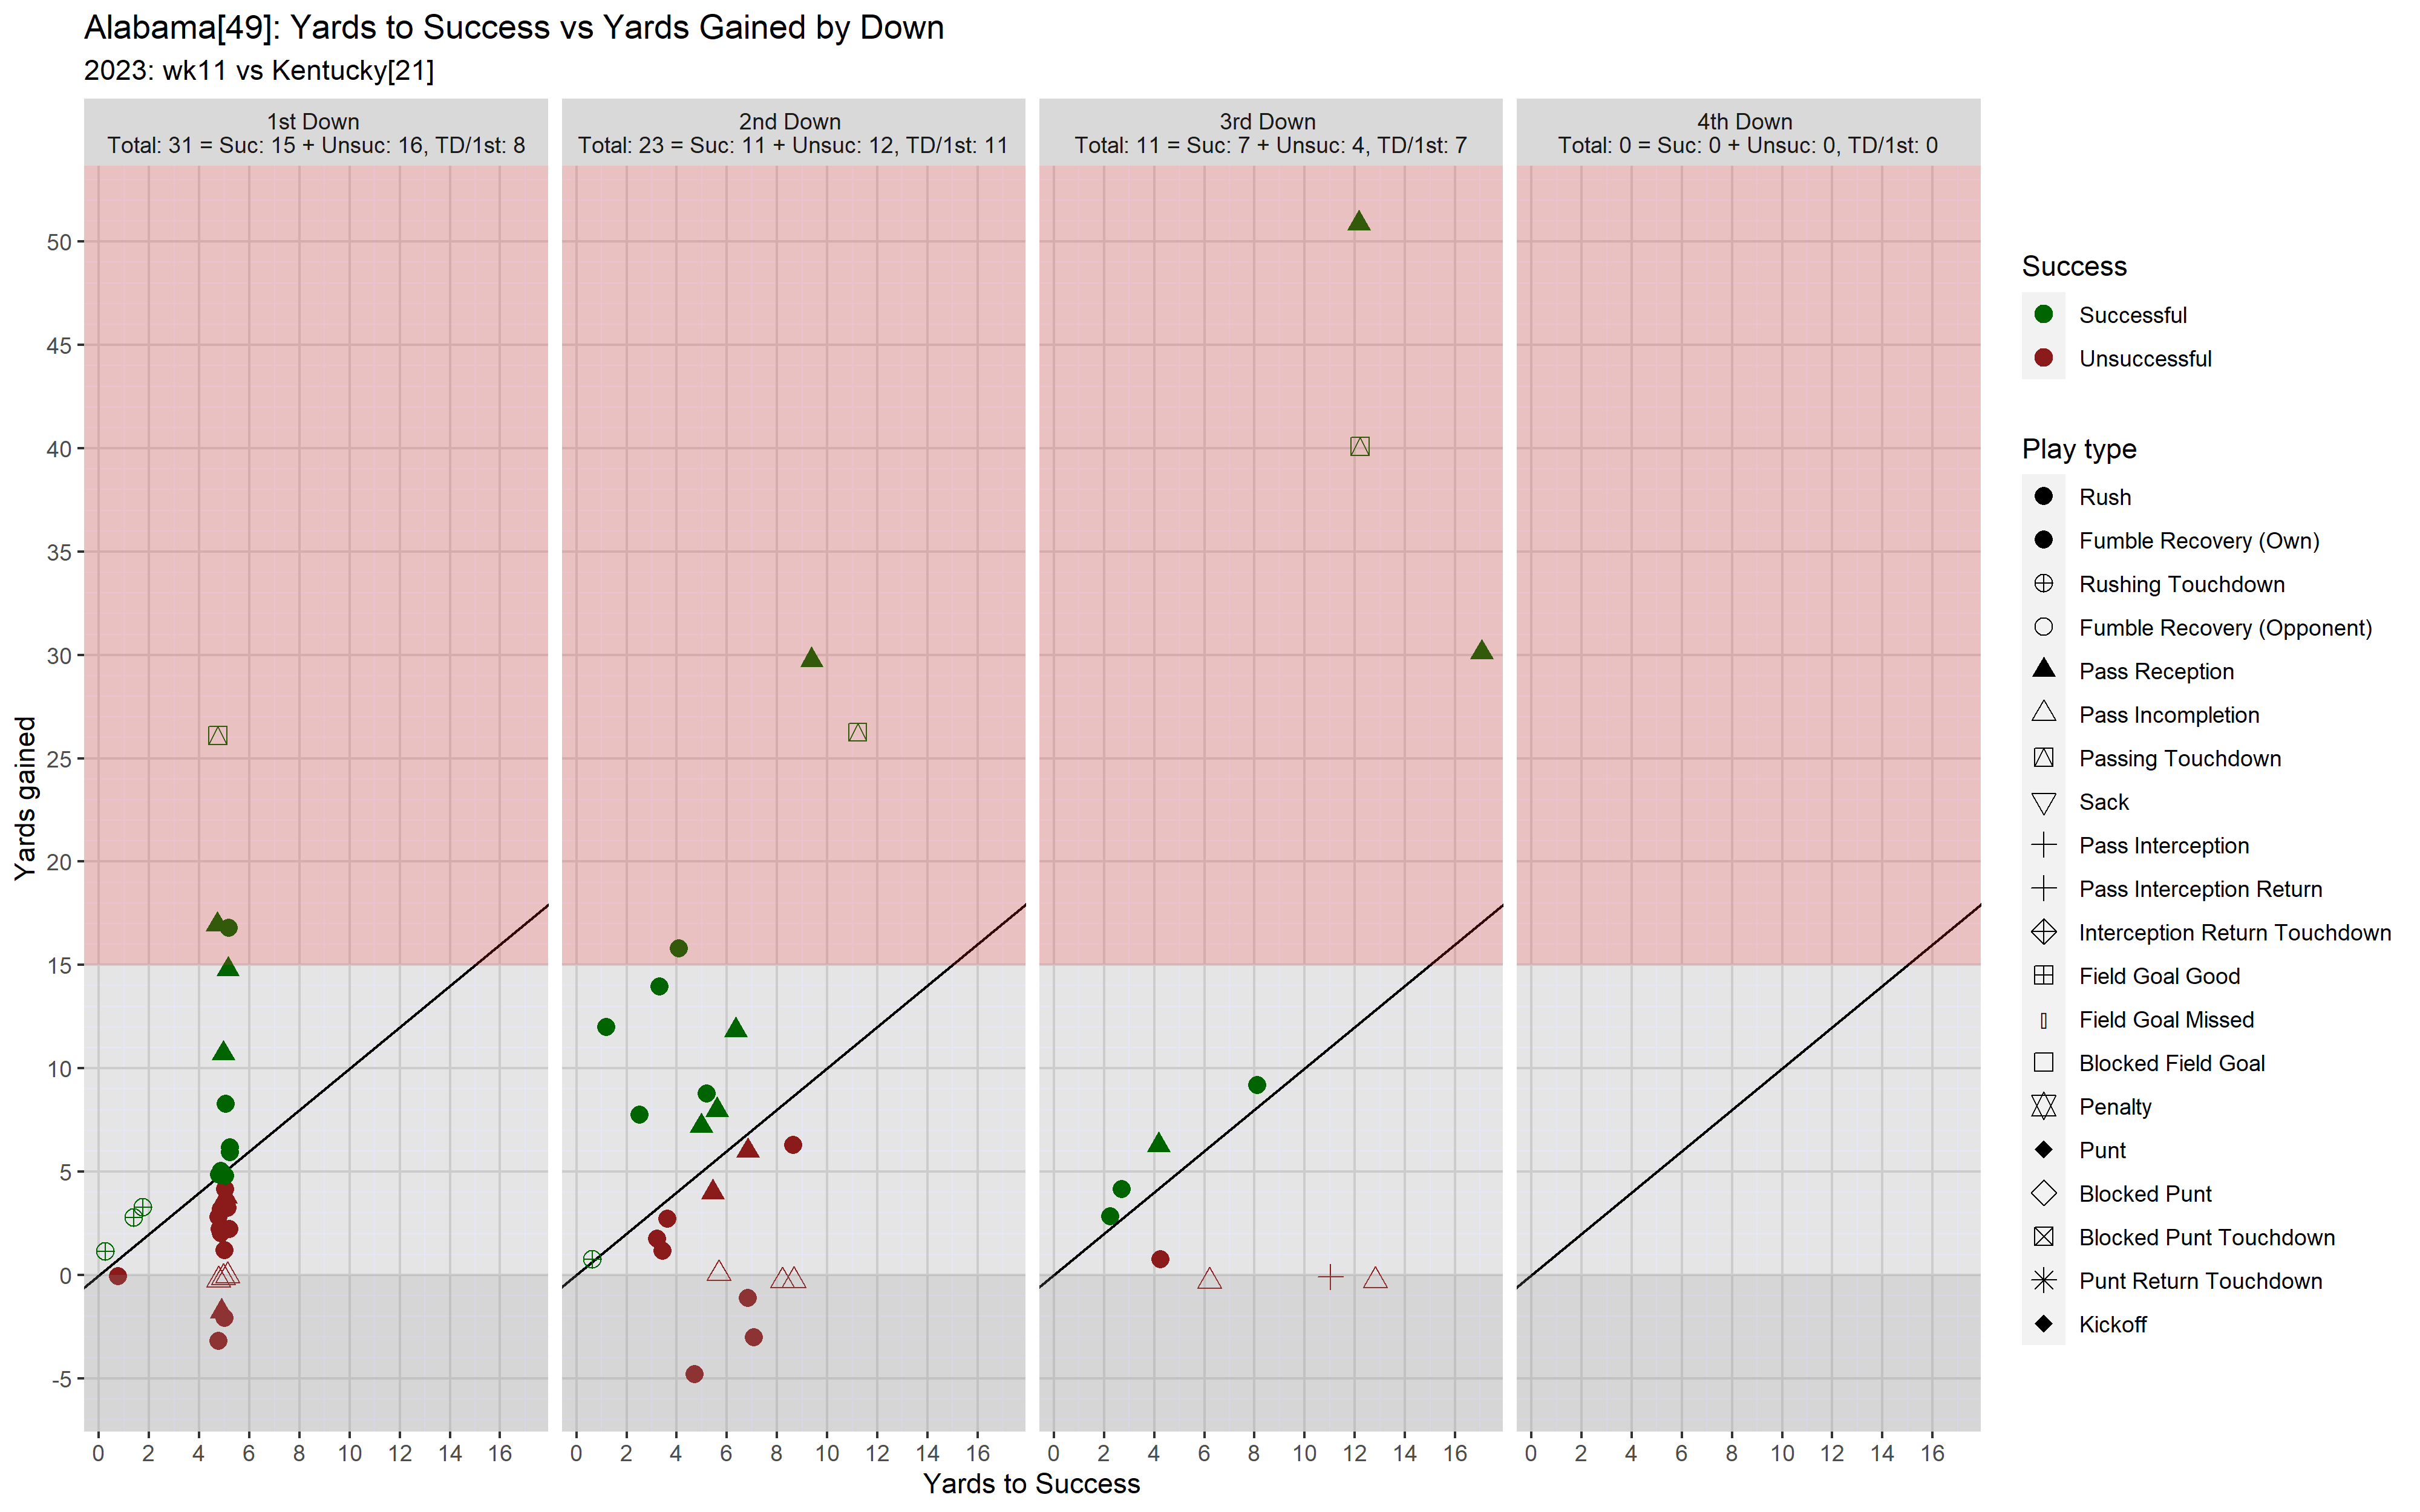 Alabama[49]: Yards to Success vs Yards Gained by Down
2023: wk11 vs Kentucky[21]
1st Down
Total: 31 = Suc: 15 + Unsuc: 16, TD/1st: 8
2nd Down
Total: 23 = Suc: 11 + Unsuc: 12, TD/1st: 11
3rd Down
Total: 11 = Suc: 7 + Unsuc: 4, TD/1st: 7
4th Down
Total: 0 = Suc: 0 + Unsuc: 0, TD/1st: 0
Yards gained
50
45
40
35
30
25
20
15
10
5
0
-5
0 2 4 6 8 10 12 14 16
0 2 4 6 8 10 12 14 16
0 2 4 6 8 10 12 14 16
0 2 4 6 8 10 12 14 16
Yards to Success
Success
Successful
Unsuccessful
Play type
Rush
Fumble Recovery (Own)
Rushing Touchdown
Fumble Recovery (Opponent)
Pass Reception
Pass Incompletion
Passing Touchdown
Sack
Pass Interception
Pass Interception Return
Interception Return Touchdown
Field Goal Good
Field Goal Missed
Blocked Field Goal
Penalty
Punt
Blocked Punt
Blocked Punt Touchdown
Punt Return Touchdown
Kickoff